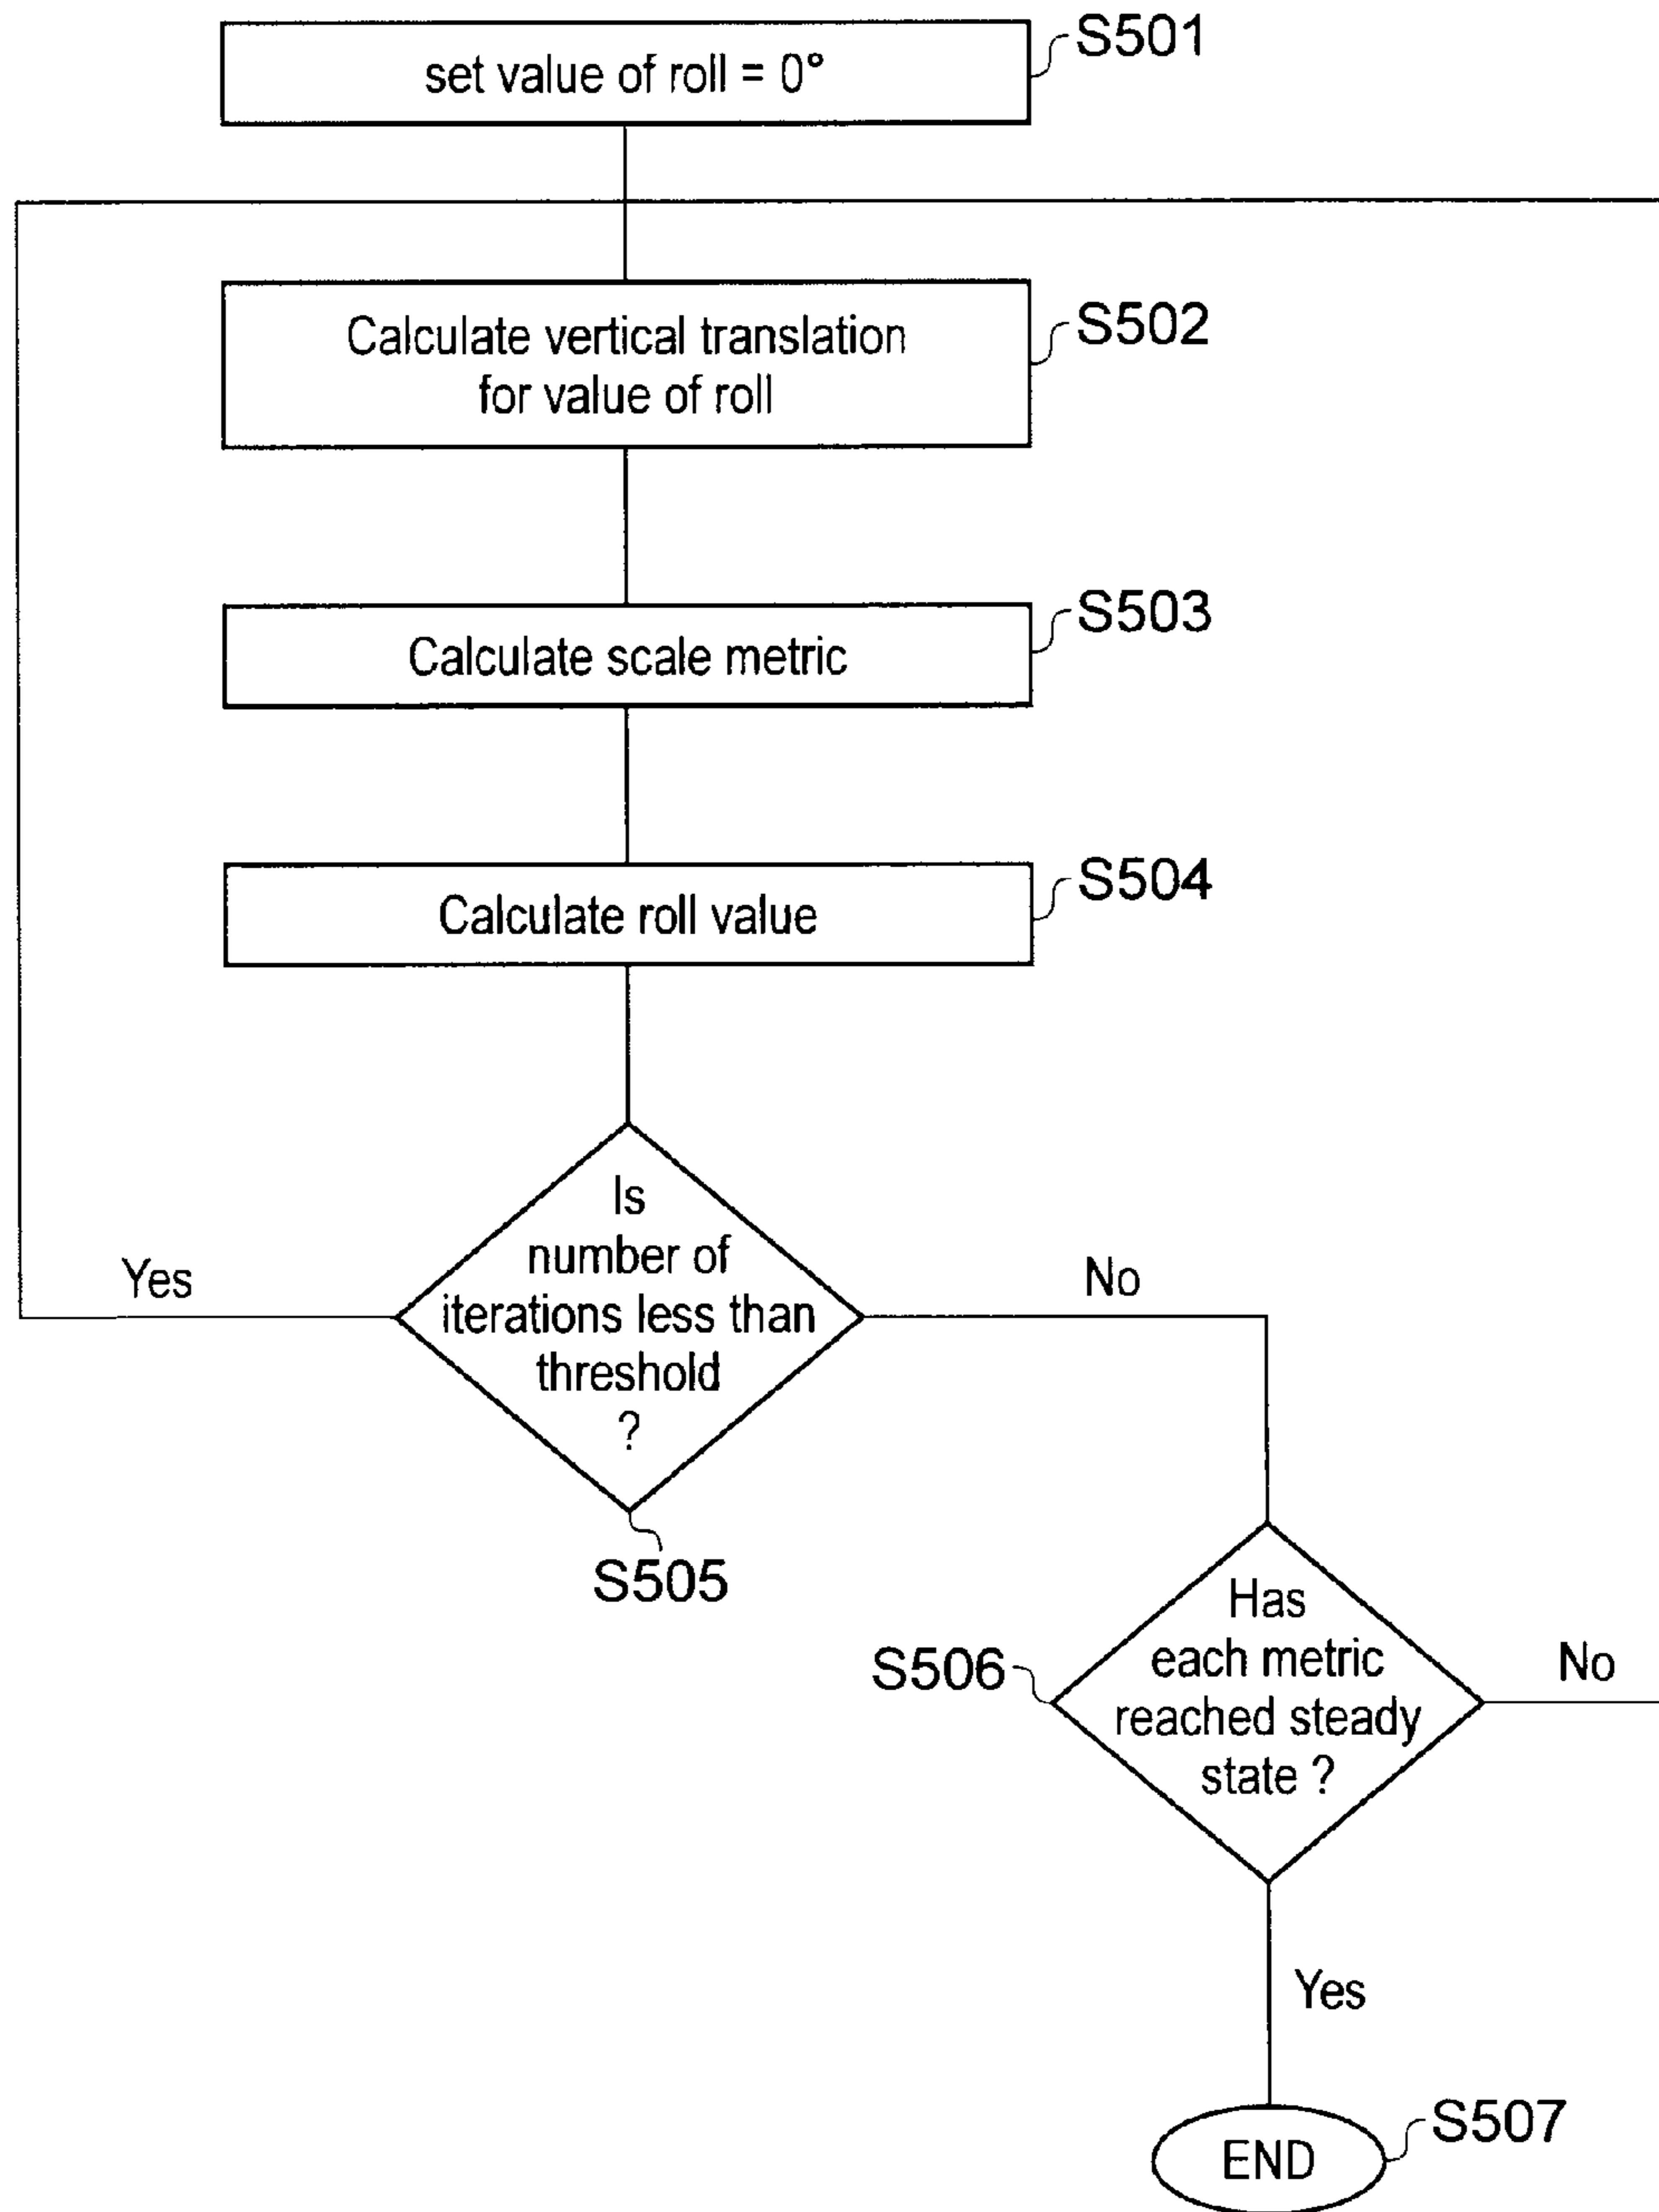 set value of roll = 0°
S501
Calculate vertical translation
for value of roll
S502
Calculate scale metric
S503
Calculate roll value
S504
Is
number of
iterations less than
threshold
?
Yes
No
S505
Has
each metric
reached steady
state ?
S506
No
Yes
END
S507